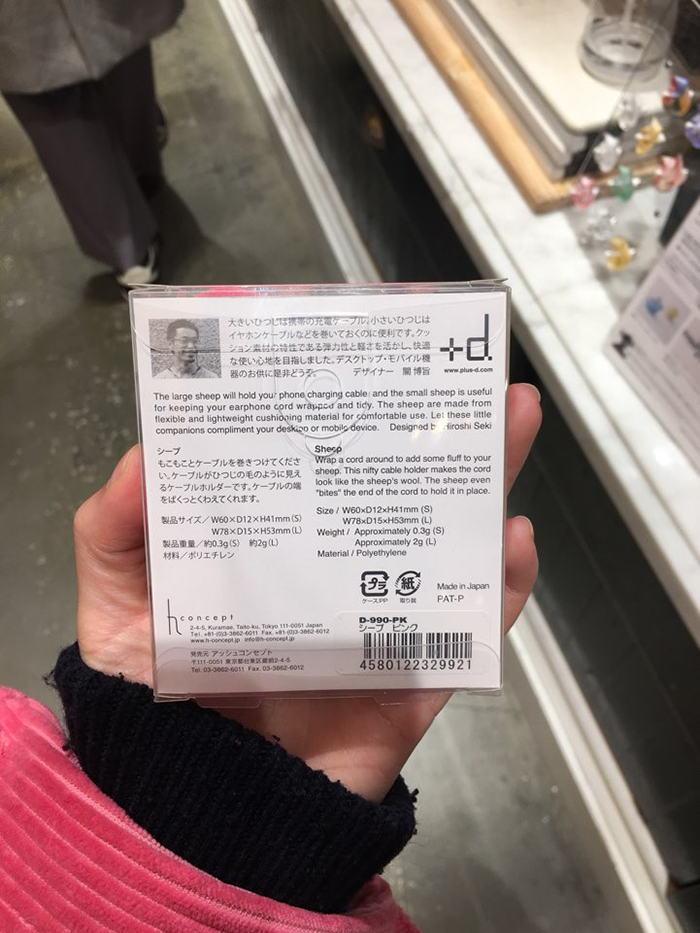 大きいひつじは携帯の充電ケーブル、小さいひつじは
イヤホンケーブルなどを巻いておくのに便利です。クッ
ション素材の特性である弾力性と軽さを活かし、快適
な使い心地を目指しました。デスクトップ・モバイル機
器のお供に是非どうぞ。 デザイナー 關 博旨
+d.
www.plus-d.com
The large sheep will hold your phone charging cable and the small sheep is useful
for keeping your earphone cord wrapped and tidy. The sheep are made from
flexible and lightweight cushioning material for comfortable use. Let these little
companions compliment your desktop or mobile device. Designed by Hiroshi Seki
シープ
もこもことケーブルを巻きつけてくださ
い。ケーブルがひつじの毛のように見え
るケーブルホルダーです。ケーブルの端
をぱくっとくわえてくれます。
製品サイズ/W60×D12×H41mm(S)
W78×D15×H53mm(L)
製品重量/約0.3g(S) 約2g(L)
材料/ポリエチレン
Sheep
Wrap a cord around to add some fluff to your
sheep. This nifty cable holder makes the cord
look like the sheep's wool. The sheep even
"bites" the end of the cord to hold it in place.
Size / W60×D12×H41mm (S)
W78×D15×H53mm (L)
Weight / Approximately 0.3g (S)
Approximately 2g (L)
Material / Polyethylene
プラ
ケースPP
紙
取り説
Made in Japan
PAT-P
h concept
2-4-5, Kuramae, Taito-ku, Tokyo 111-0051 Japan
Tel. +81-(0)3-3862-6011 Fax. +81-(0)3-3862-6012
www.h-concept.jp info@h-concept.jp
発売元 アッシュコンセプト
〒111-0051 東京都台東区蔵前2-4-5
Tel. 03-3862-6011 Fax. 03-3862-6012
D-990-PK
シープ ピンク
4580122329921